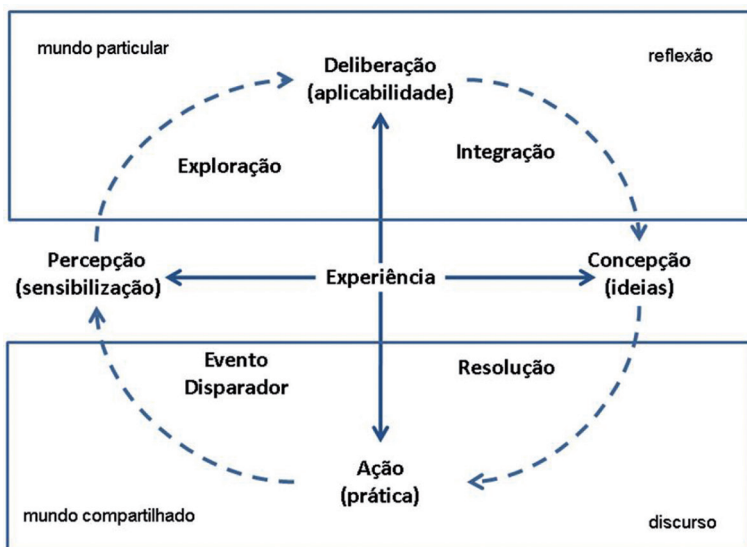 mundo particular
reflexão
Deliberação
(aplicabilidade)
Exploração
Integração
Percepção
(sensibilização)
Experiência
Concepção
(ideias)
Evento
Disparador
Resolução
Ação
(prática)
mundo compartilhado
discurso